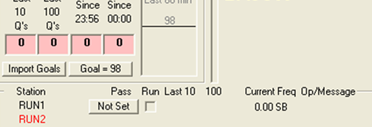 Last Last Since Since Last 60 min
10 100 23:56 00:00
Q's Q's 98
0 0 0 0
Import Goals Goal = 98
Station Pass Run Last 10 100 Current Freq Op/Message
RUN1 Not Set 0.00 SB
RUN2